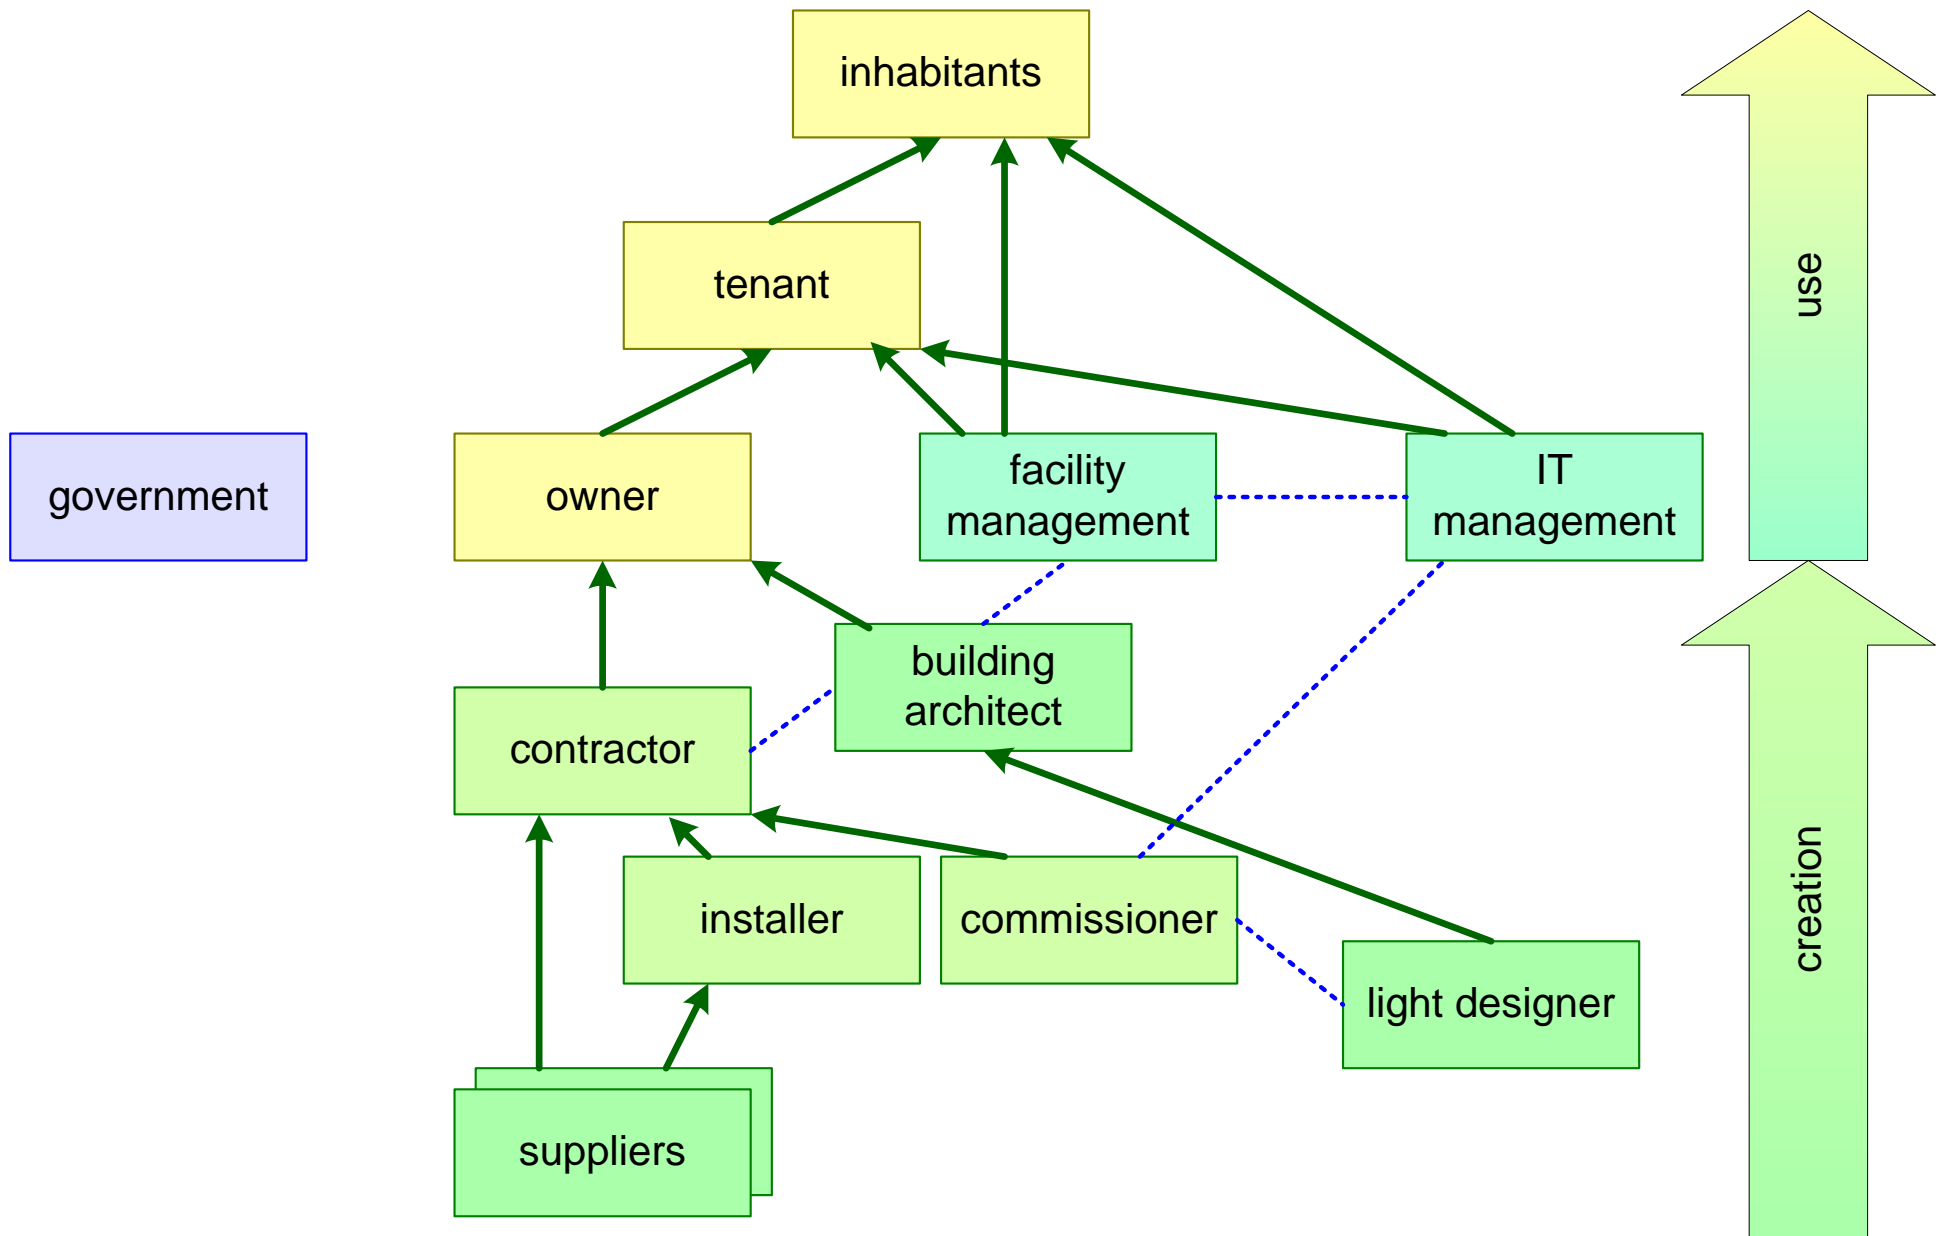 inhabitants
tenant
use
government
owner
facility
management
IT
management
building
architect
contractor
installer
commissioner
creation
light designer
suppliers